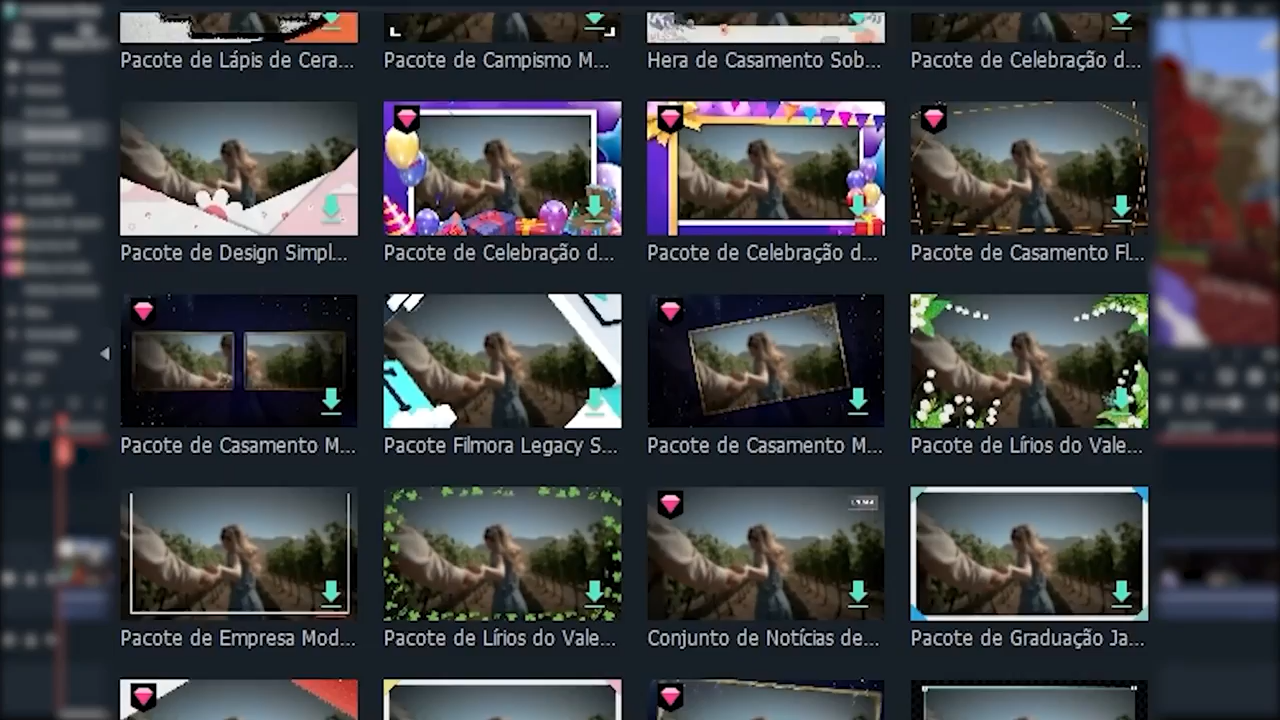 Pacote de Lápis de Cera...
Pacote de Campismo M...
Hera de Casamento Sob...
Pacote de Celebração d...
Pacote de Design Simpl...
Pacote de Celebração d...
Pacote de Celebração d...
Pacote de Casamento Fl...
Pacote de Casamento M...
Pacote Filmora Legacy S...
Pacote de Casamento M...
Pacote de Lírios do Vale...
Pacote de Empresa Mod...
Pacote de Lírios do Vale...
Conjunto de Notícias de...
Pacote de Graduação Ja...